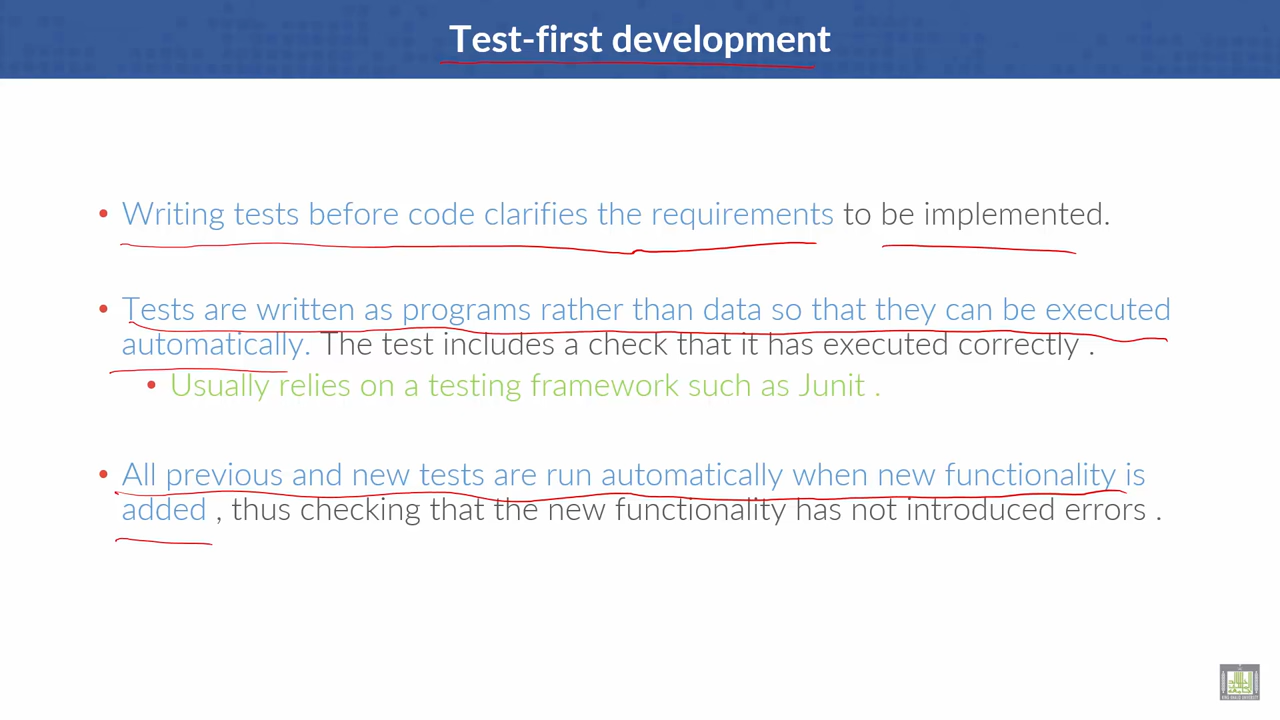 Test-first development
• Writing tests before code clarifies the requirements to be implemented.
• Tests are written as programs rather than data so that they can be executed
automatically. The test includes a check that it has executed correctly .
• Usually relies on a testing framework such as Junit .
• All previous and new tests are run automatically when new functionality is
added , thus checking that the new functionality has not introduced errors .